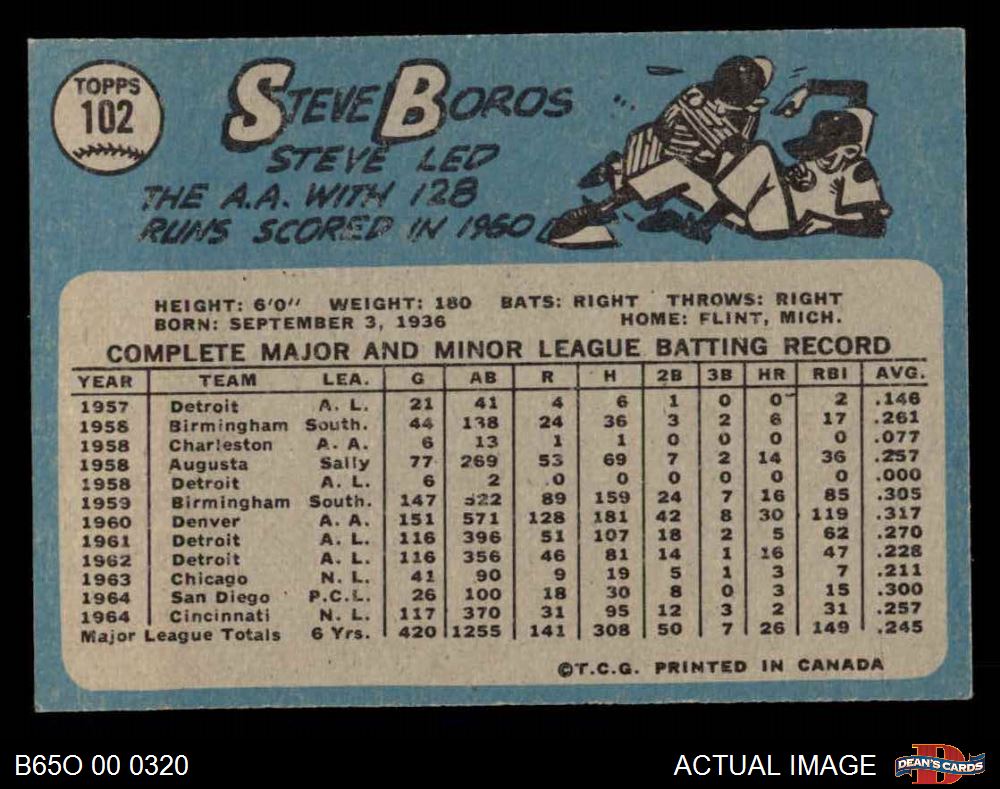 TOPPS
102
STEVE BOROS
STEVE LED
THE A.A. WITH 128
RUNS SCORED IN 1960
HEIGHT: 6'0" WEIGHT: 180 BATS: RIGHT THROWS: RIGHT
BORN: SEPTEMBER 3, 1936 HOME: FLINT, MICH.
COMPLETE MAJOR AND MINOR LEAGUE BATTING RECORD
YEAR TEAM LEA. G AB R H 2B 3B HR RBI AVG.
1957 Detroit A. L. 21 41 4 6 1 0 0 2 .146
1958 Birmingham South. 44 138 24 36 3 2 6 17 .261
1958 Charleston A. A. 6 13 1 1 0 0 0 0 .077
1958 Augusta Sally 77 269 53 69 7 2 14 36 .257
1958 Detroit A. L. 6 2 0 0 0 0 0 0 .000
1959 Birmingham South. 147 522 89 159 24 7 16 85 .305
1960 Denver A. A. 151 571 128 181 42 8 30 119 .317
1961 Detroit A. L. 116 396 51 107 18 2 5 62 .270
1962 Detroit A. L. 116 356 46 81 14 1 16 47 .228
1963 Chicago N. L. 41 90 9 19 5 1 3 7 .211
1964 San Diego P.C.L. 26 100 18 30 8 0 3 15 .300
1964 Cincinnati N. L. 117 370 31 95 12 3 2 31 .257
Major League Totals 6 Yrs. 420 1255 141 308 50 7 26 149 .245
©T.C.G. PRINTED IN CANADA
B65O 00 0320 ACTUAL IMAGE D DEAN'S CARDS